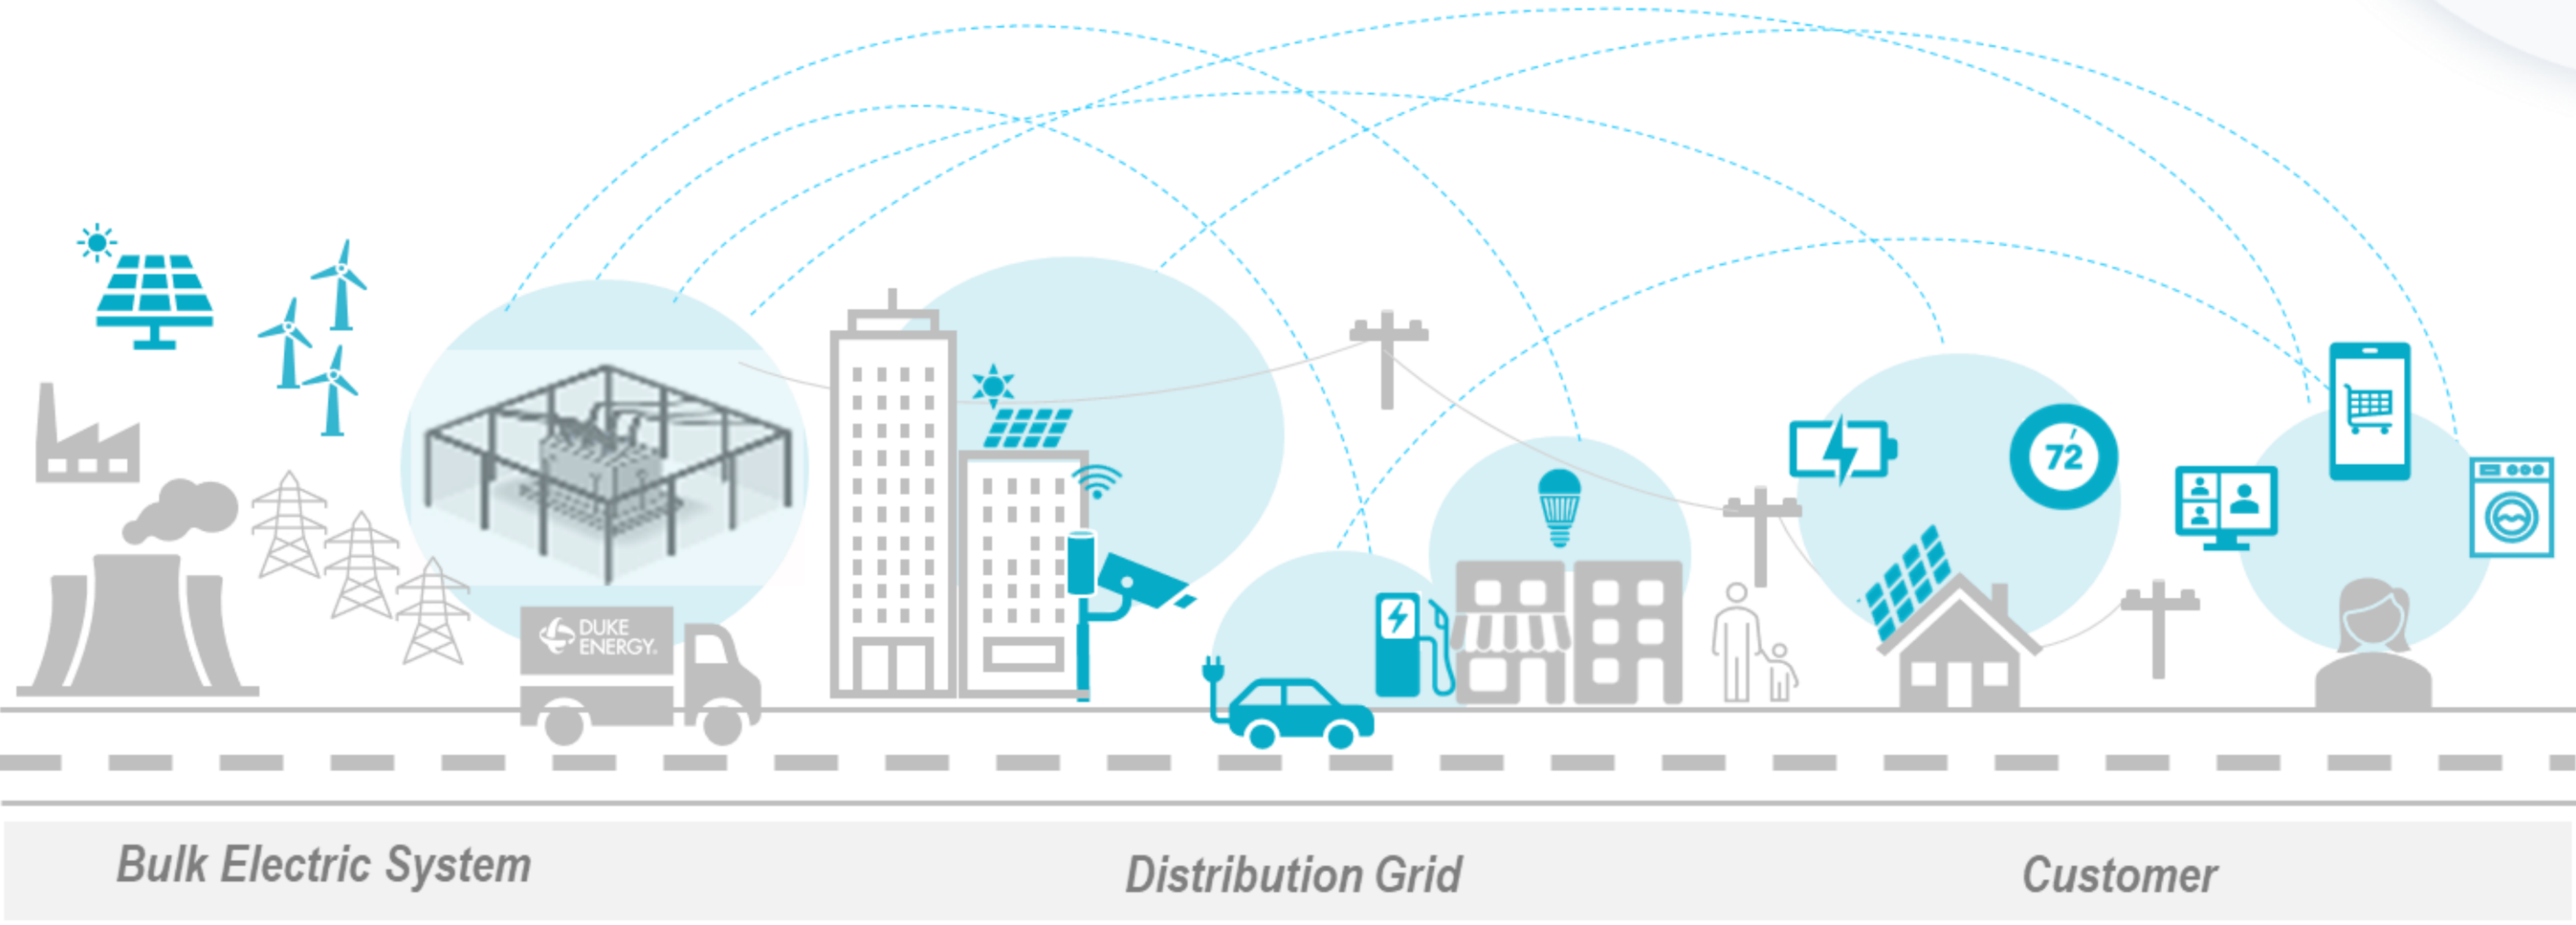 DUKE
ENERGY®
72
Bulk Electric System
Distribution Grid
Customer